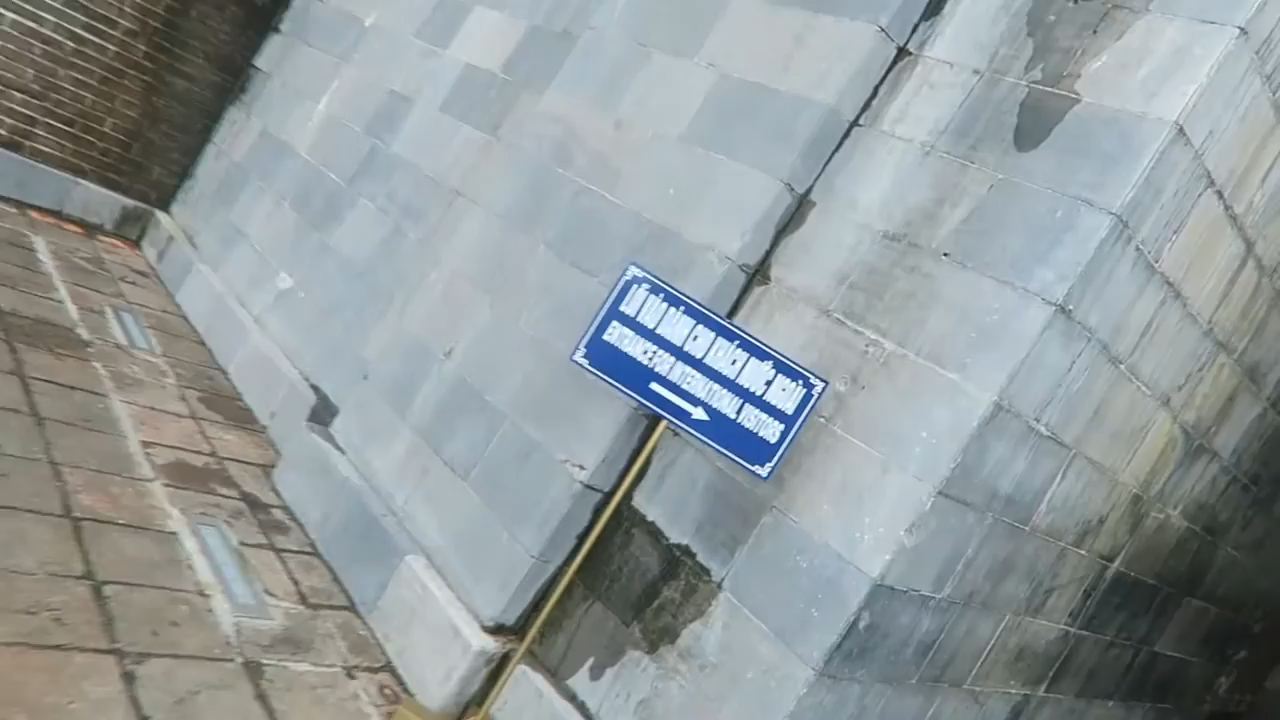 LỐI VÀO DÀNH CHO KHÁCH NƯỚC NGOÀI
ENTRANCE FOR INTERNATIONAL VISITORS